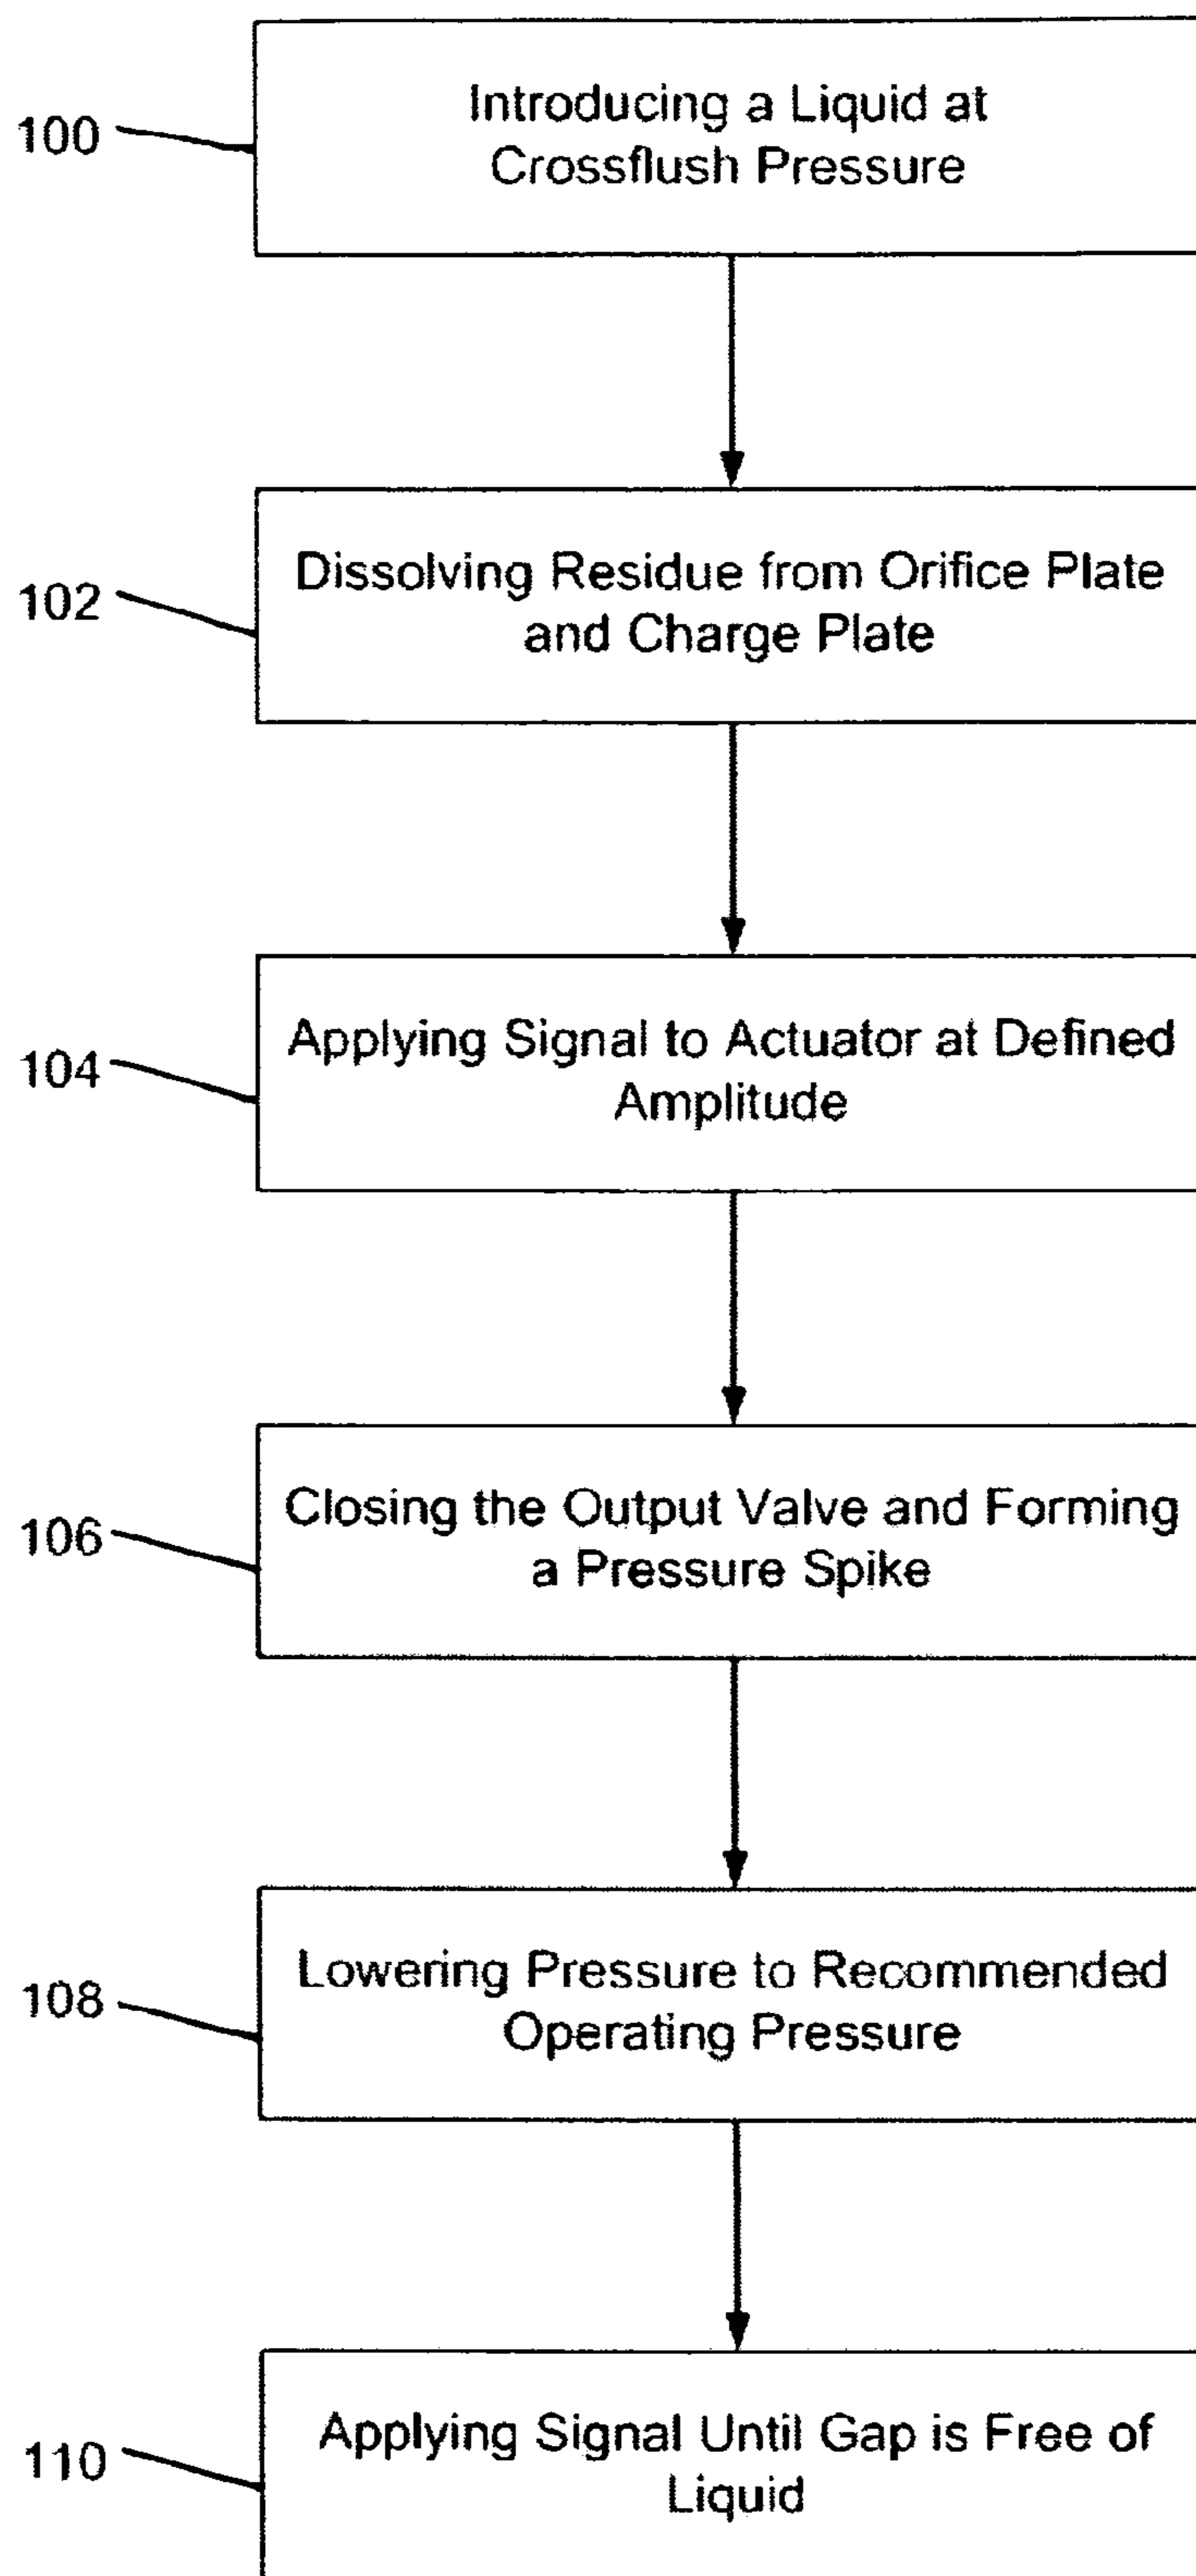 100
Introducing a Liquid at
Crossflush Pressure
102
Dissolving Residue from Orifice Plate
and Charge Plate
104
Applying Signal to Actuator at Defined
Amplitude
106
Closing the Output Valve and Forming
a Pressure Spike
108
Lowering Pressure to Recommended
Operating Pressure
110
Applying Signal Until Gap is Free of
Liquid